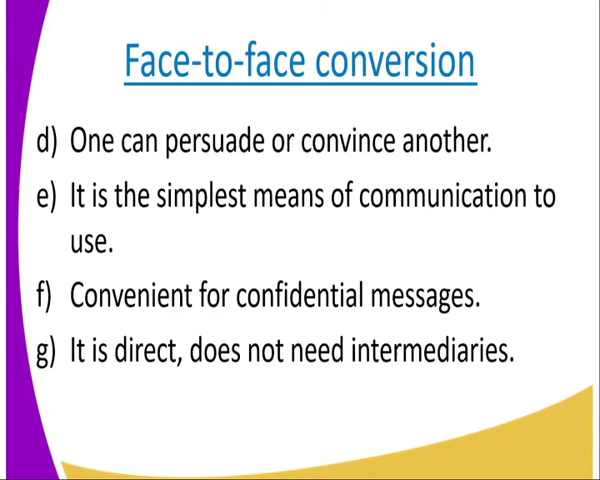 Face-to-face conversion
d) One can persuade or convince another.
e) It is the simplest means of communication to
use.
f) Convenient for confidential messages.
g) It is direct, does not need intermediaries.